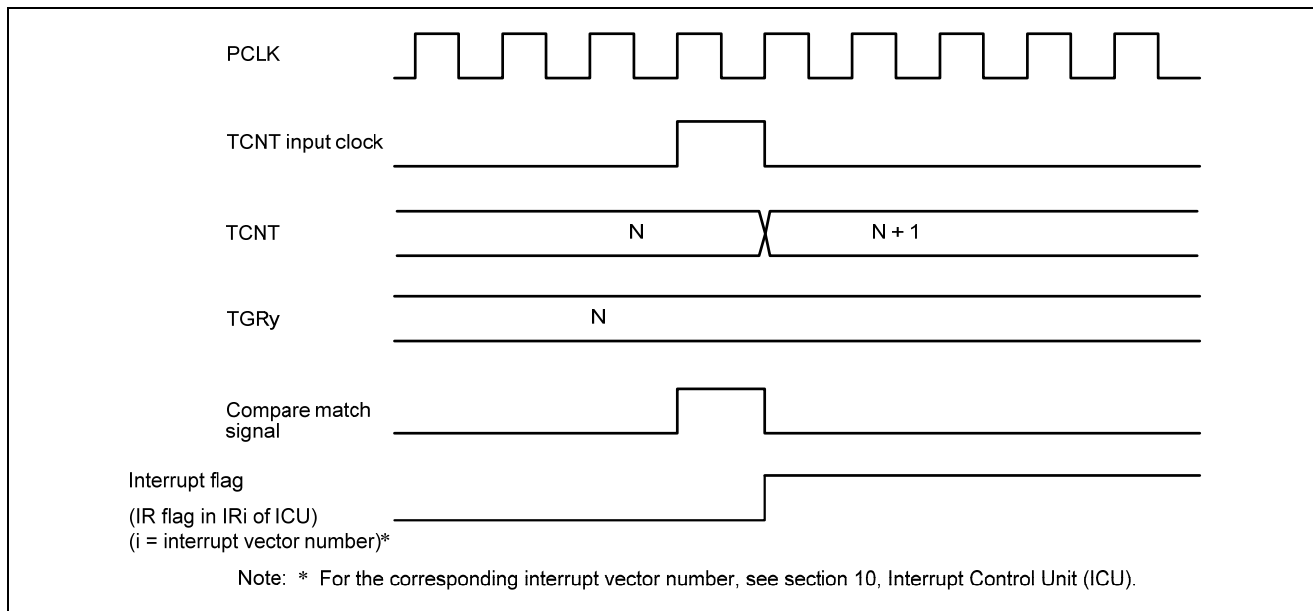 PCLK
TCNT input clock
TCNT
N
N + 1
TGRy
N
Compare match
signal
Interrupt flag
(IR flag in IRi of ICU)
(i = interrupt vector number)*
Note: * For the corresponding interrupt vector number, see section 10, Interrupt Control Unit (ICU).